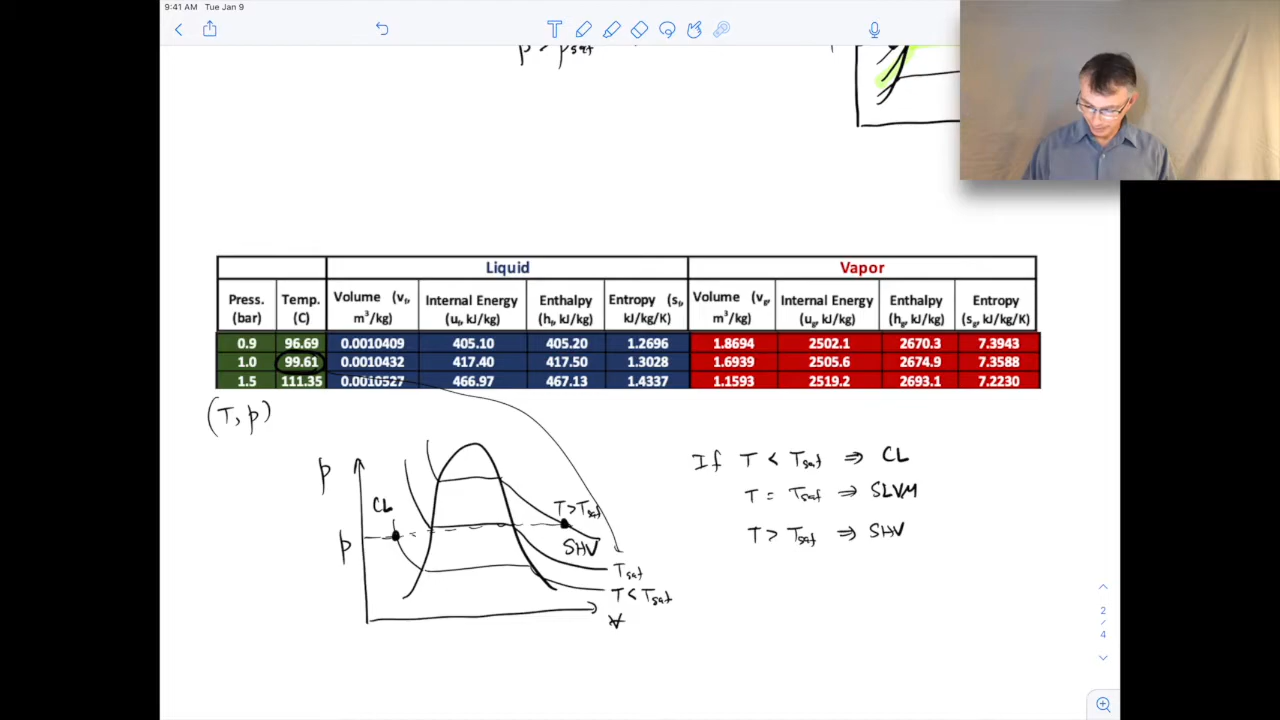 9:41 AM Tue Jan 9
p > psat
Liquid Vapor
Press. (bar) Temp. (C) Volume (vf, m³/kg) Internal Energy (uf, kJ/kg) Enthalpy (hf, kJ/kg) Entropy (sf, kJ/kg/K) Volume (vg, m³/kg) Internal Energy (ug, kJ/kg) Enthalpy (hg, kJ/kg) Entropy (sg, kJ/kg/K)
0.9 96.69 0.0010409 405.10 405.20 1.2696 1.8694 2502.1 2670.3 7.3943
1.0 99.61 0.0010432 417.40 417.50 1.3028 1.6939 2505.6 2674.9 7.3588
1.5 111.35 0.0010527 466.97 467.13 1.4337 1.1593 2519.2 2693.1 7.2230
(T, p)
p
CL
T > Tsat
p
SHV
Tsat
T < Tsat
V
If T < Tsat ⇒ CL
T = Tsat ⇒ SLVM
T > Tsat ⇒ SHV
2
/
4